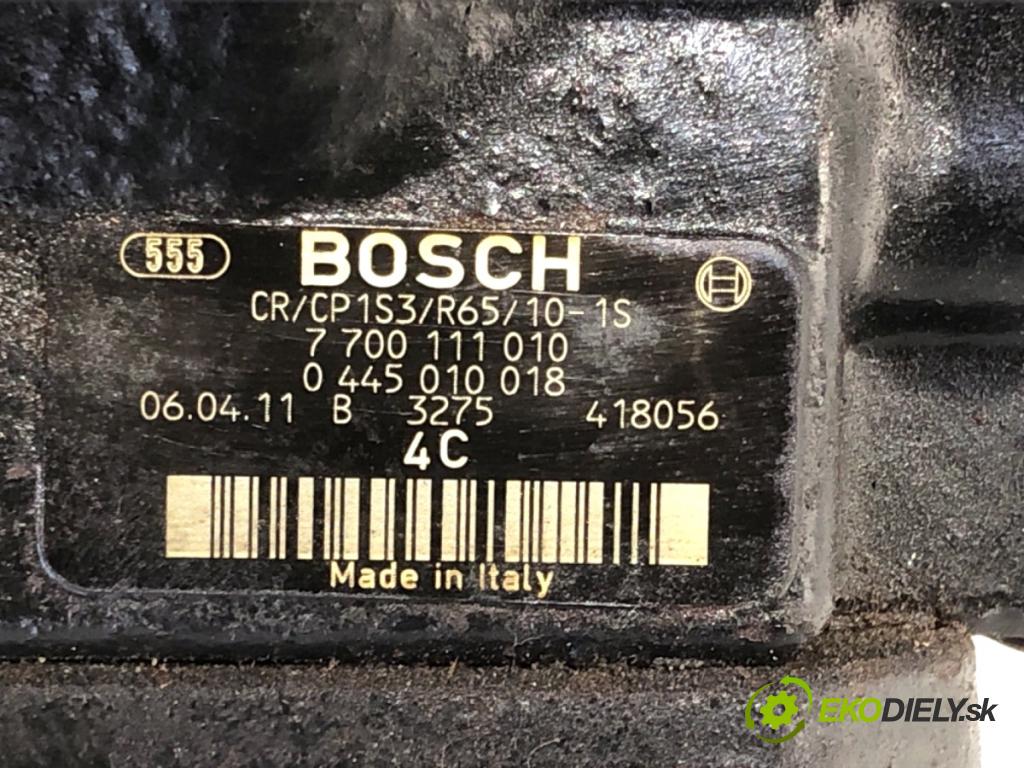 555 BOSCH
CR/CP1S3/R65/10-1S
7 700 111 010
0 445 010 018
06.04.11 B 3275 418056
4C
Made in Italy
EKODIELY.sk